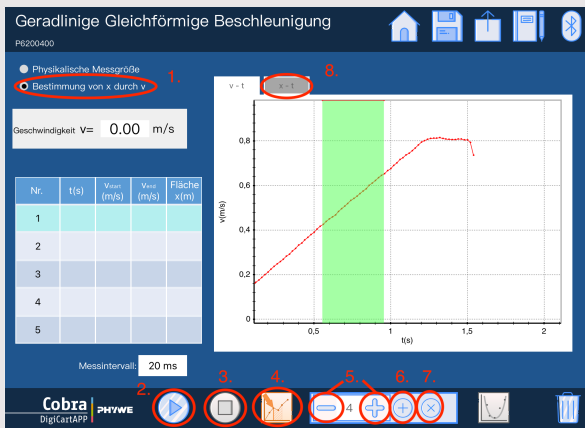 Geradlinige Gleichförmige Beschleunigung
P6200400
Physikalische Messgröße
1.
Bestimmung von x durch v
8.
v - t
x - t
Geschwindigkeit v= 0.00 m/s
Nr. t(s) vstart (m/s) vend (m/s) Fläche x(m)
1
2
3
4
5
Messintervall: 20 ms
v(m/s)
0,8
0,6
0,4
0,2
0
0,5 1 1,5 2
t(s)
2. 3. 4. 5. 6. 7.
4
Cobra
DigiCartAPP
PHYWE